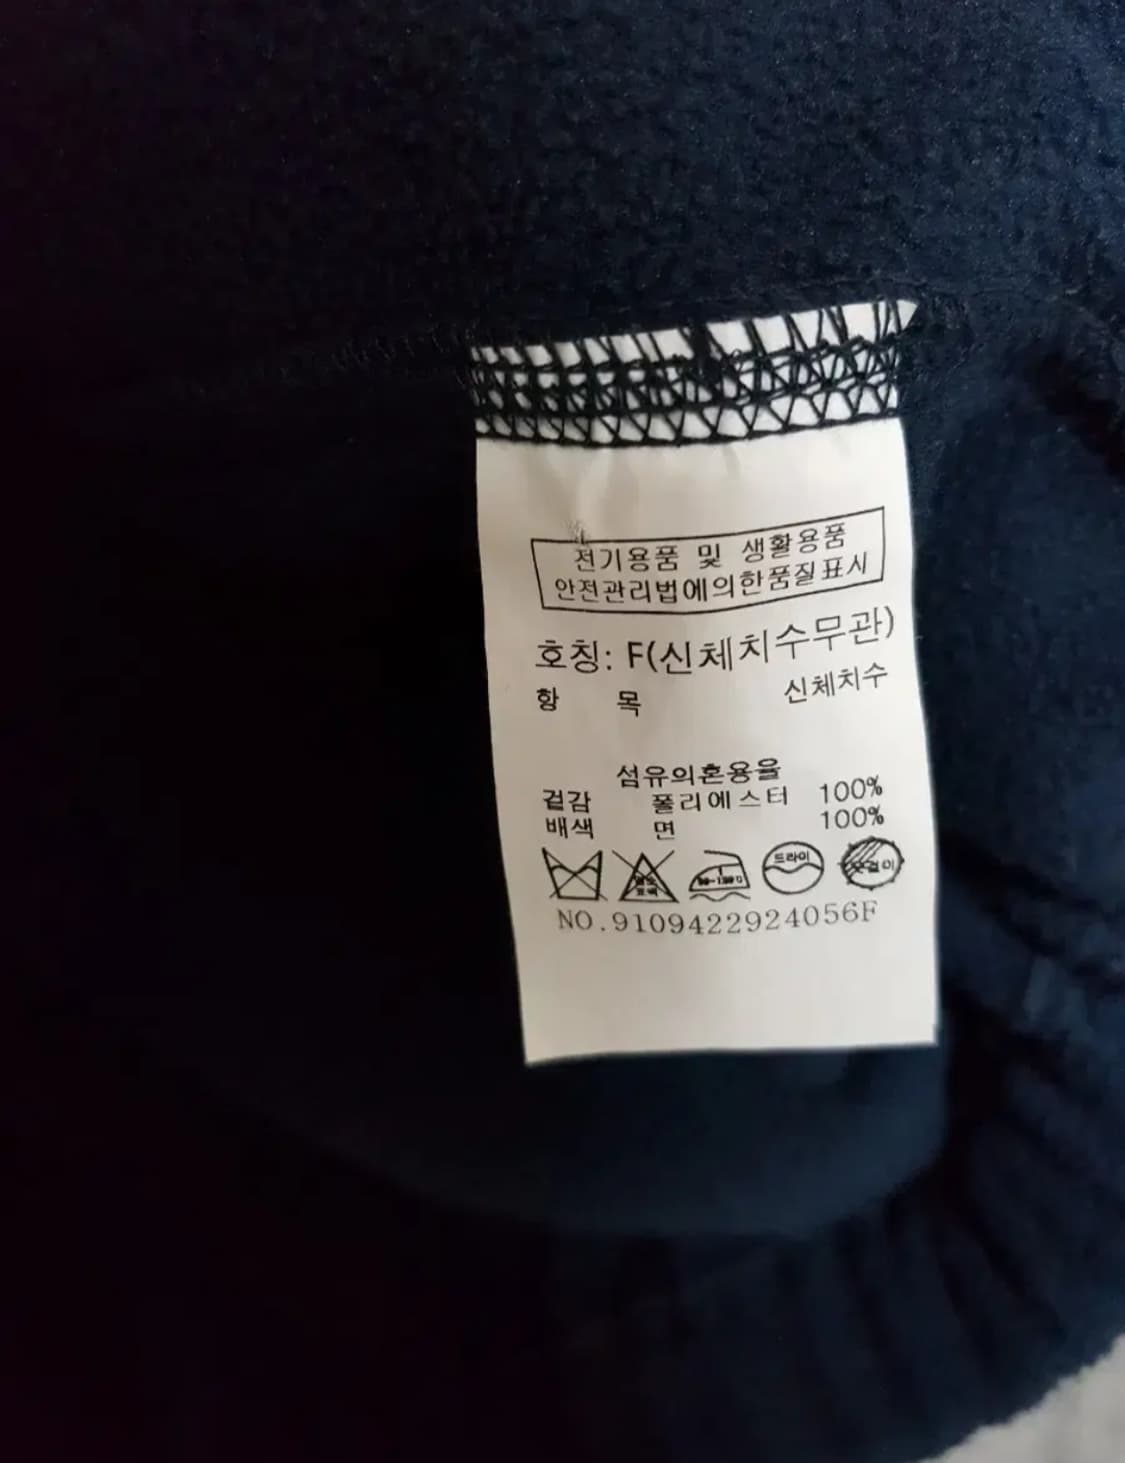 전기용품 및 생활용품
안전관리법에의한품질표시
호칭: F(신체치수무관)
항 목 신체치수
섬유의혼용율
겉감 폴리에스터 100%
배색 면 100%
드라이 옷걸이
NO.9109422924056F